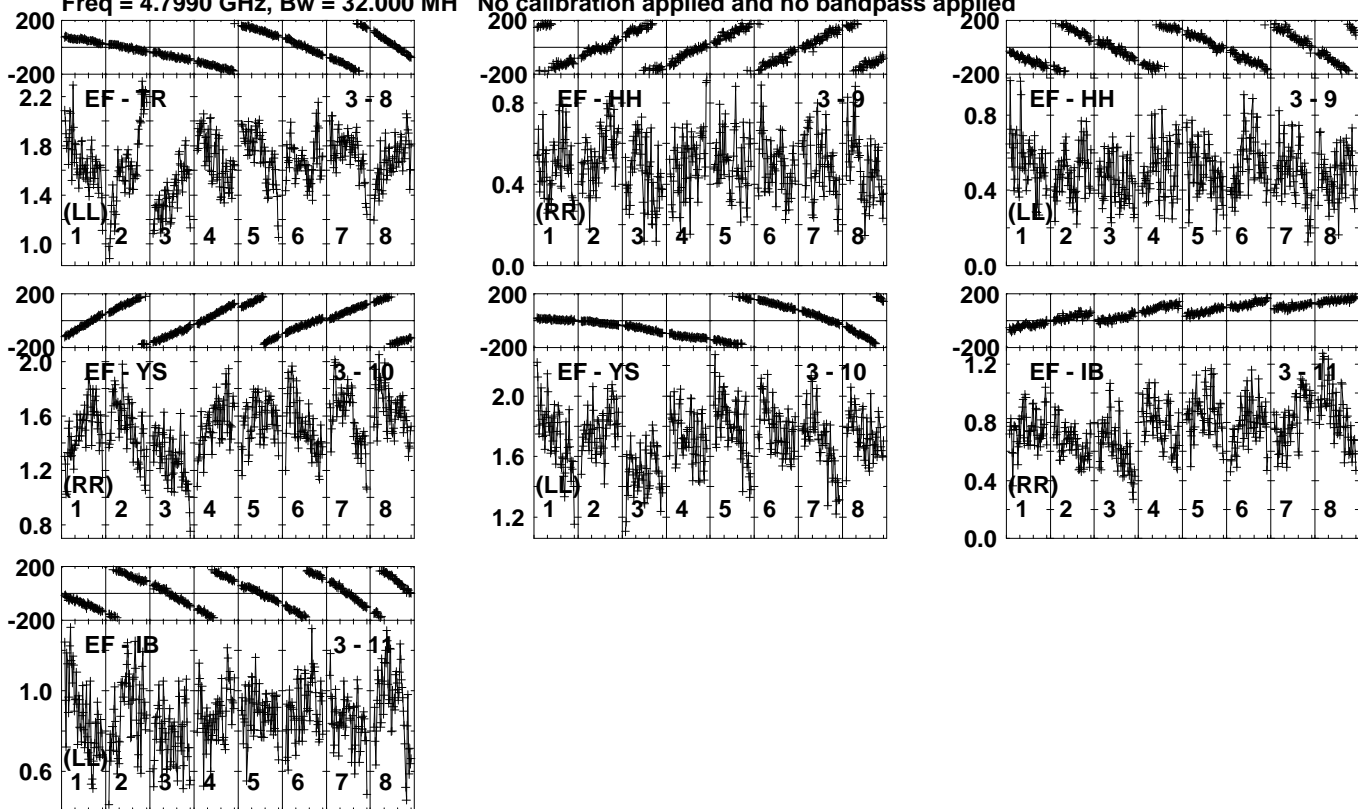 Freq = 4.7990 GHz, Bw = 32.000 MH No calibration applied and no bandpass applied
200
-200
EF - TR 3 - 8
2.2
1.8
1.4
1.0
(LL)
1 2 3 4 5 6 7 8
200
-200
EF - HH 3 - 9
0.8
0.4
0.0
(RR)
1 2 3 4 5 6 7 8
200
-200
EF - HH 3 - 9
0.8
0.4
0.0
(LL)
1 2 3 4 5 6 7 8
200
-200
EF - YS 3 - 10
2.0
1.6
1.2
0.8
(RR)
1 2 3 4 5 6 7 8
200
-200
EF - YS 3 - 10
2.0
1.6
1.2
(LL)
1 2 3 4 5 6 7 8
200
-200
EF - IB 3 - 11
1.2
0.8
0.4
0.0
(RR)
1 2 3 4 5 6 7 8
200
-200
EF - IB 3 - 11
1.0
0.6
(LL)
1 2 3 4 5 6 7 8